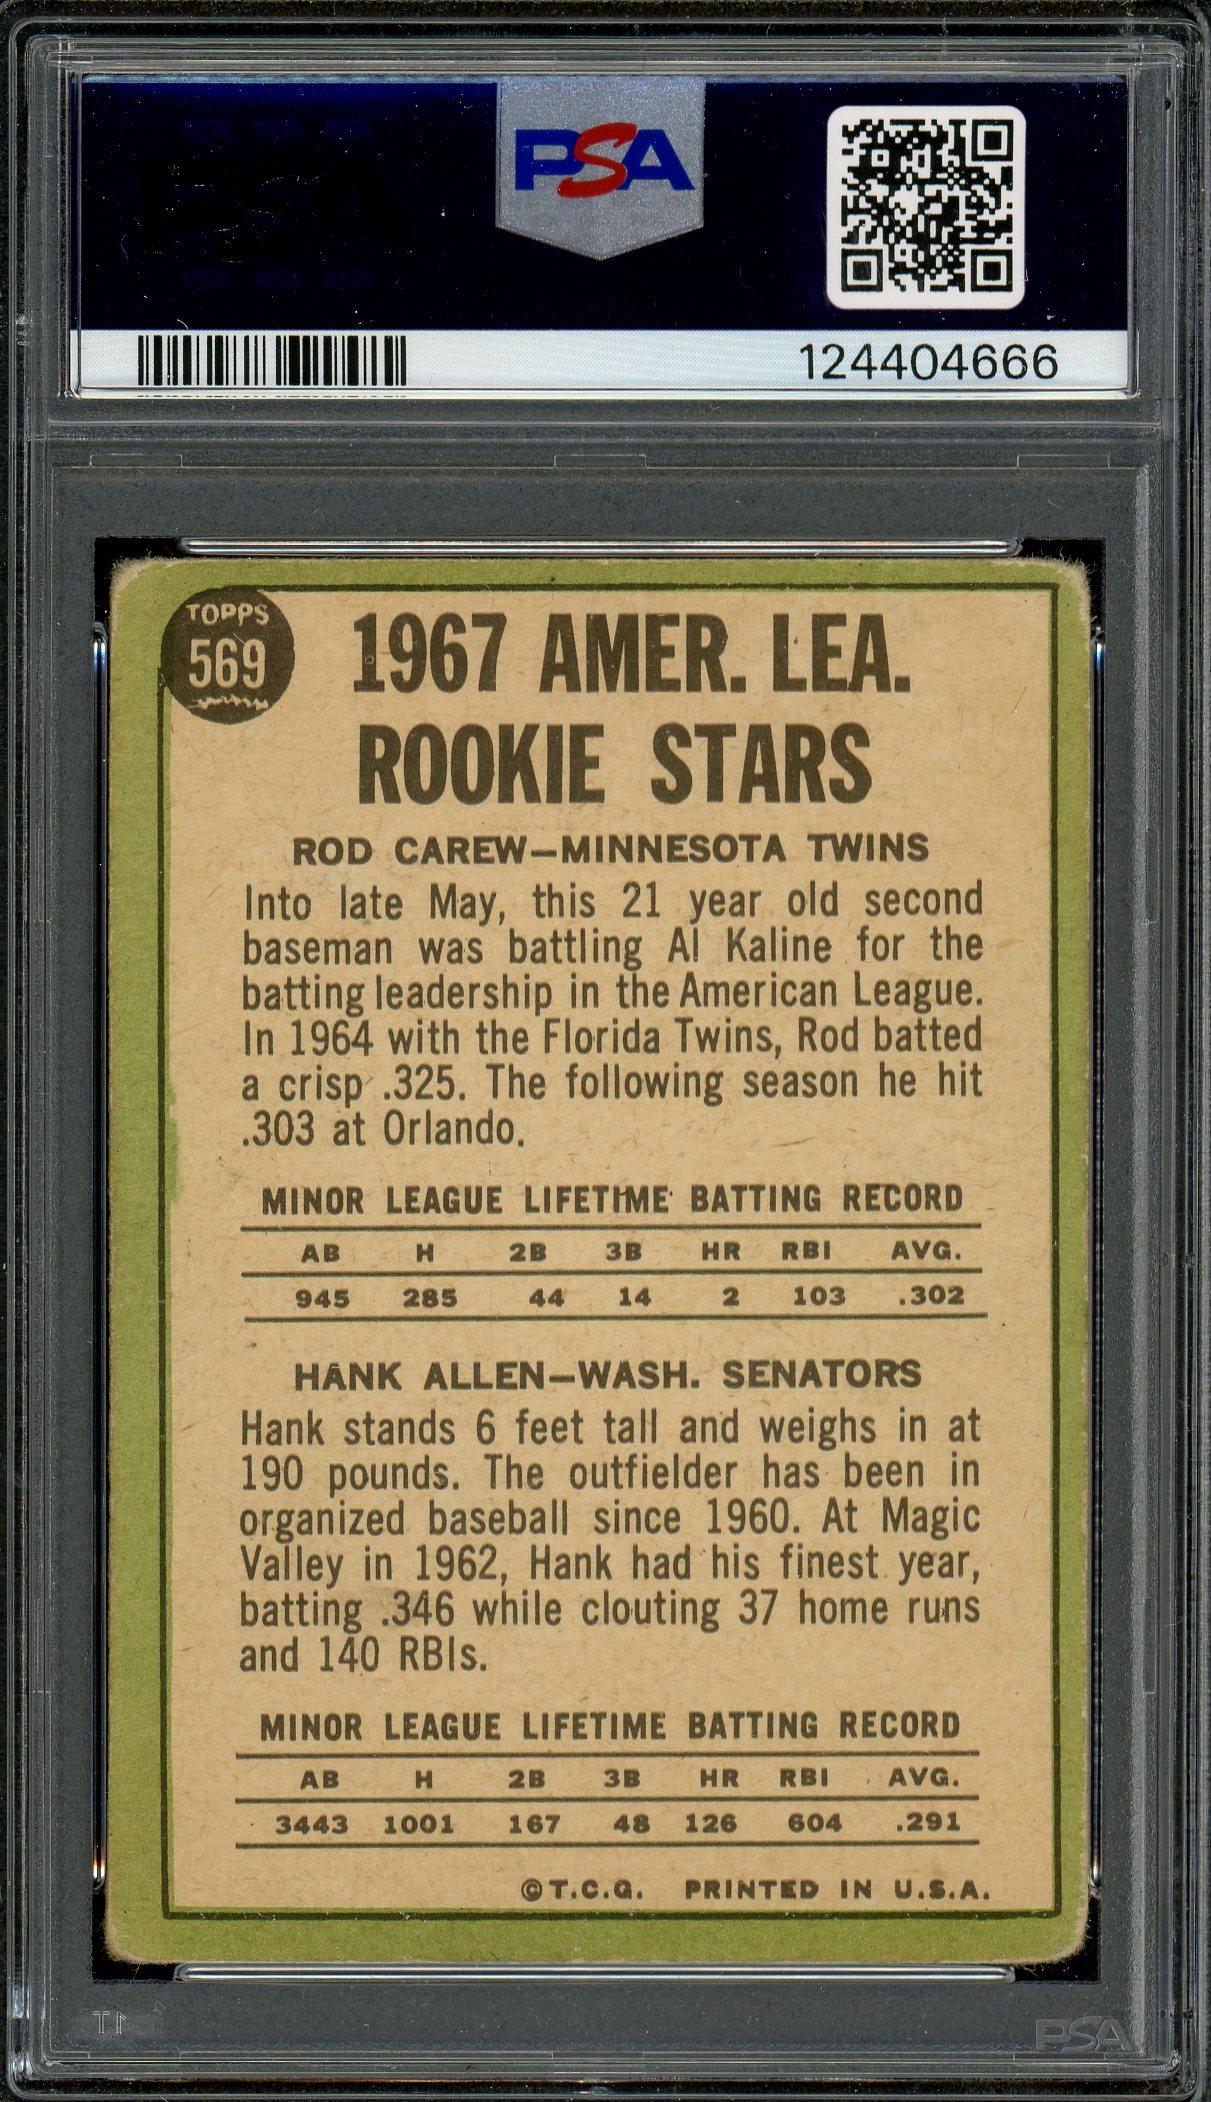 PSA
124404666
TOPPS
569
1967 AMER. LEA.
ROOKIE STARS
ROD CAREW—MINNESOTA TWINS
Into late May, this 21 year old second
baseman was battling Al Kaline for the
batting leadership in the American League.
In 1964 with the Florida Twins, Rod batted
a crisp .325. The following season he hit
.303 at Orlando.
MINOR LEAGUE LIFETIME BATTING RECORD
AB H 2B 3B HR RBI AVG.
945 285 44 14 2 103 .302
HANK ALLEN—WASH. SENATORS
Hank stands 6 feet tall and weighs in at
190 pounds. The outfielder has been in
organized baseball since 1960. At Magic
Valley in 1962, Hank had his finest year,
batting .346 while clouting 37 home runs
and 140 RBIs.
MINOR LEAGUE LIFETIME BATTING RECORD
AB H 2B 3B HR RBI AVG.
3443 1001 167 48 126 604 .291
©T.C.G. PRINTED IN U.S.A.
PSA